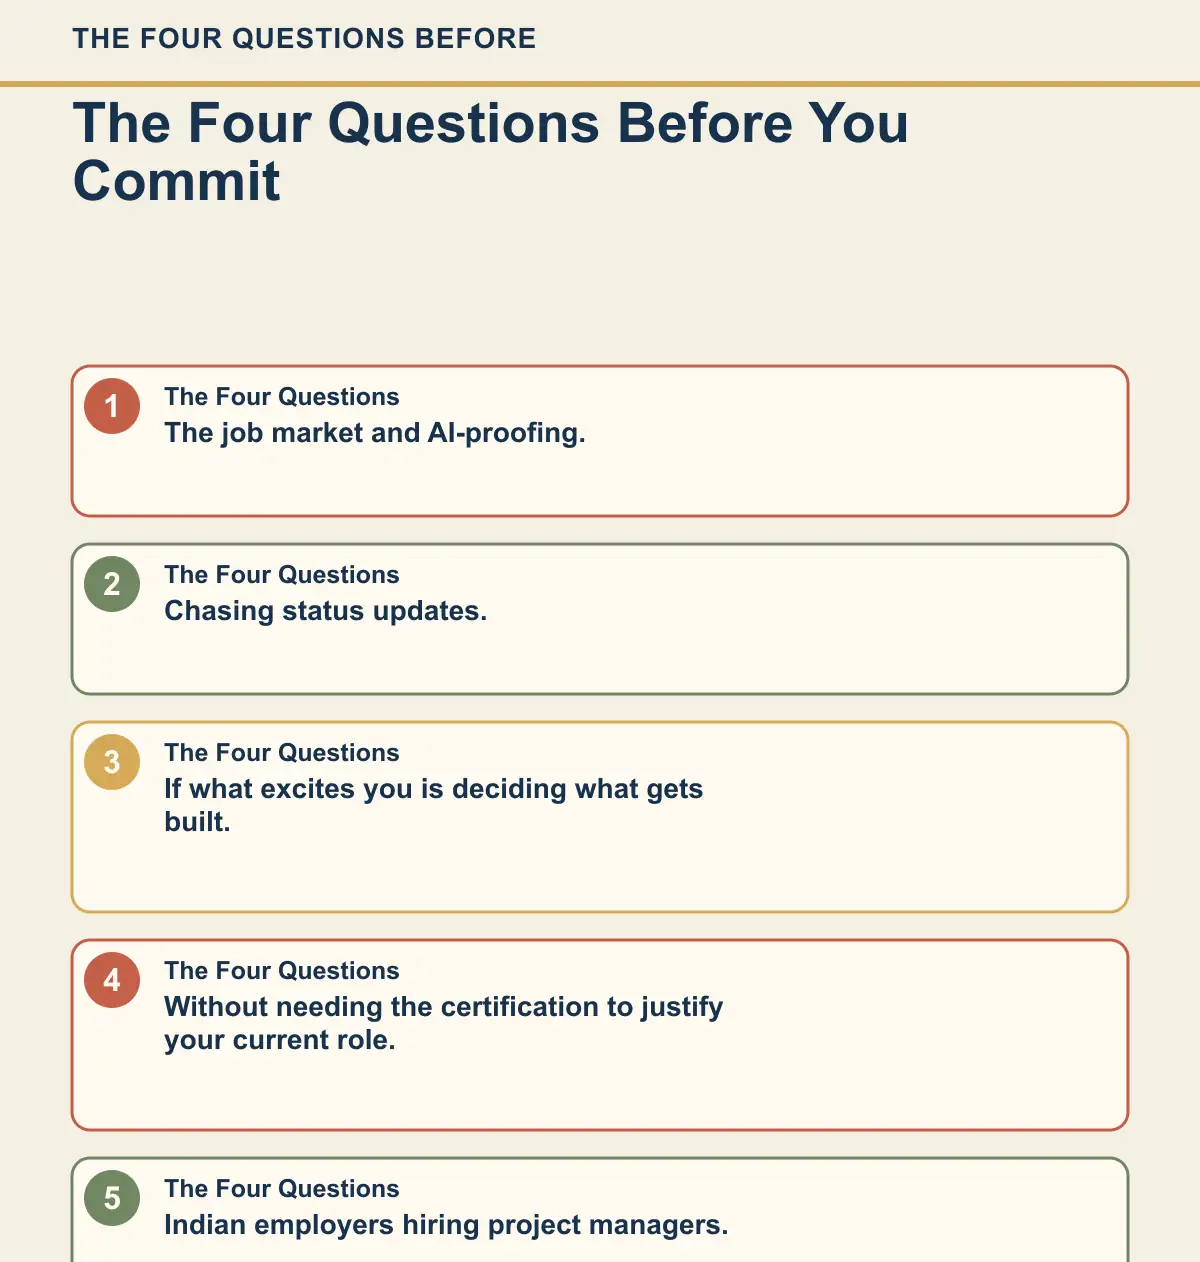 THE FOUR QUESTIONS BEFORE
The Four Questions Before You
Commit
1
The Four Questions
The job market and AI-proofing.
2
The Four Questions
Chasing status updates.
3
The Four Questions
If what excites you is deciding what gets
built.
4
The Four Questions
Without needing the certification to justify
your current role.
5
The Four Questions
Indian employers hiring project managers.